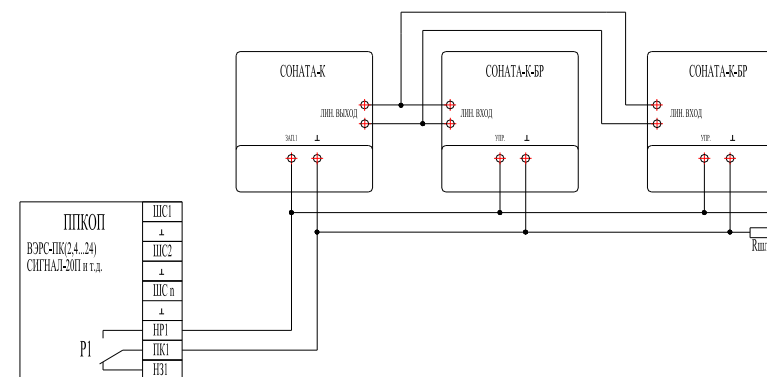 СОНАТА-К
СОНАТА-К-БР
СОНАТА-К-БР
ЛИН. ВЫХОД
ЛИН. ВХОД
ЛИН. ВХОД
ЗАП.1 ⊥
УПР. ⊥
УПР. ⊥
ППКОП
ВЭРС-ПК(2,4...24)
СИГНАЛ-20П и т.д.
ШС1
⊥
ШС2
⊥
ШС n
⊥
НР1
Р1
ПК1
НЗ1